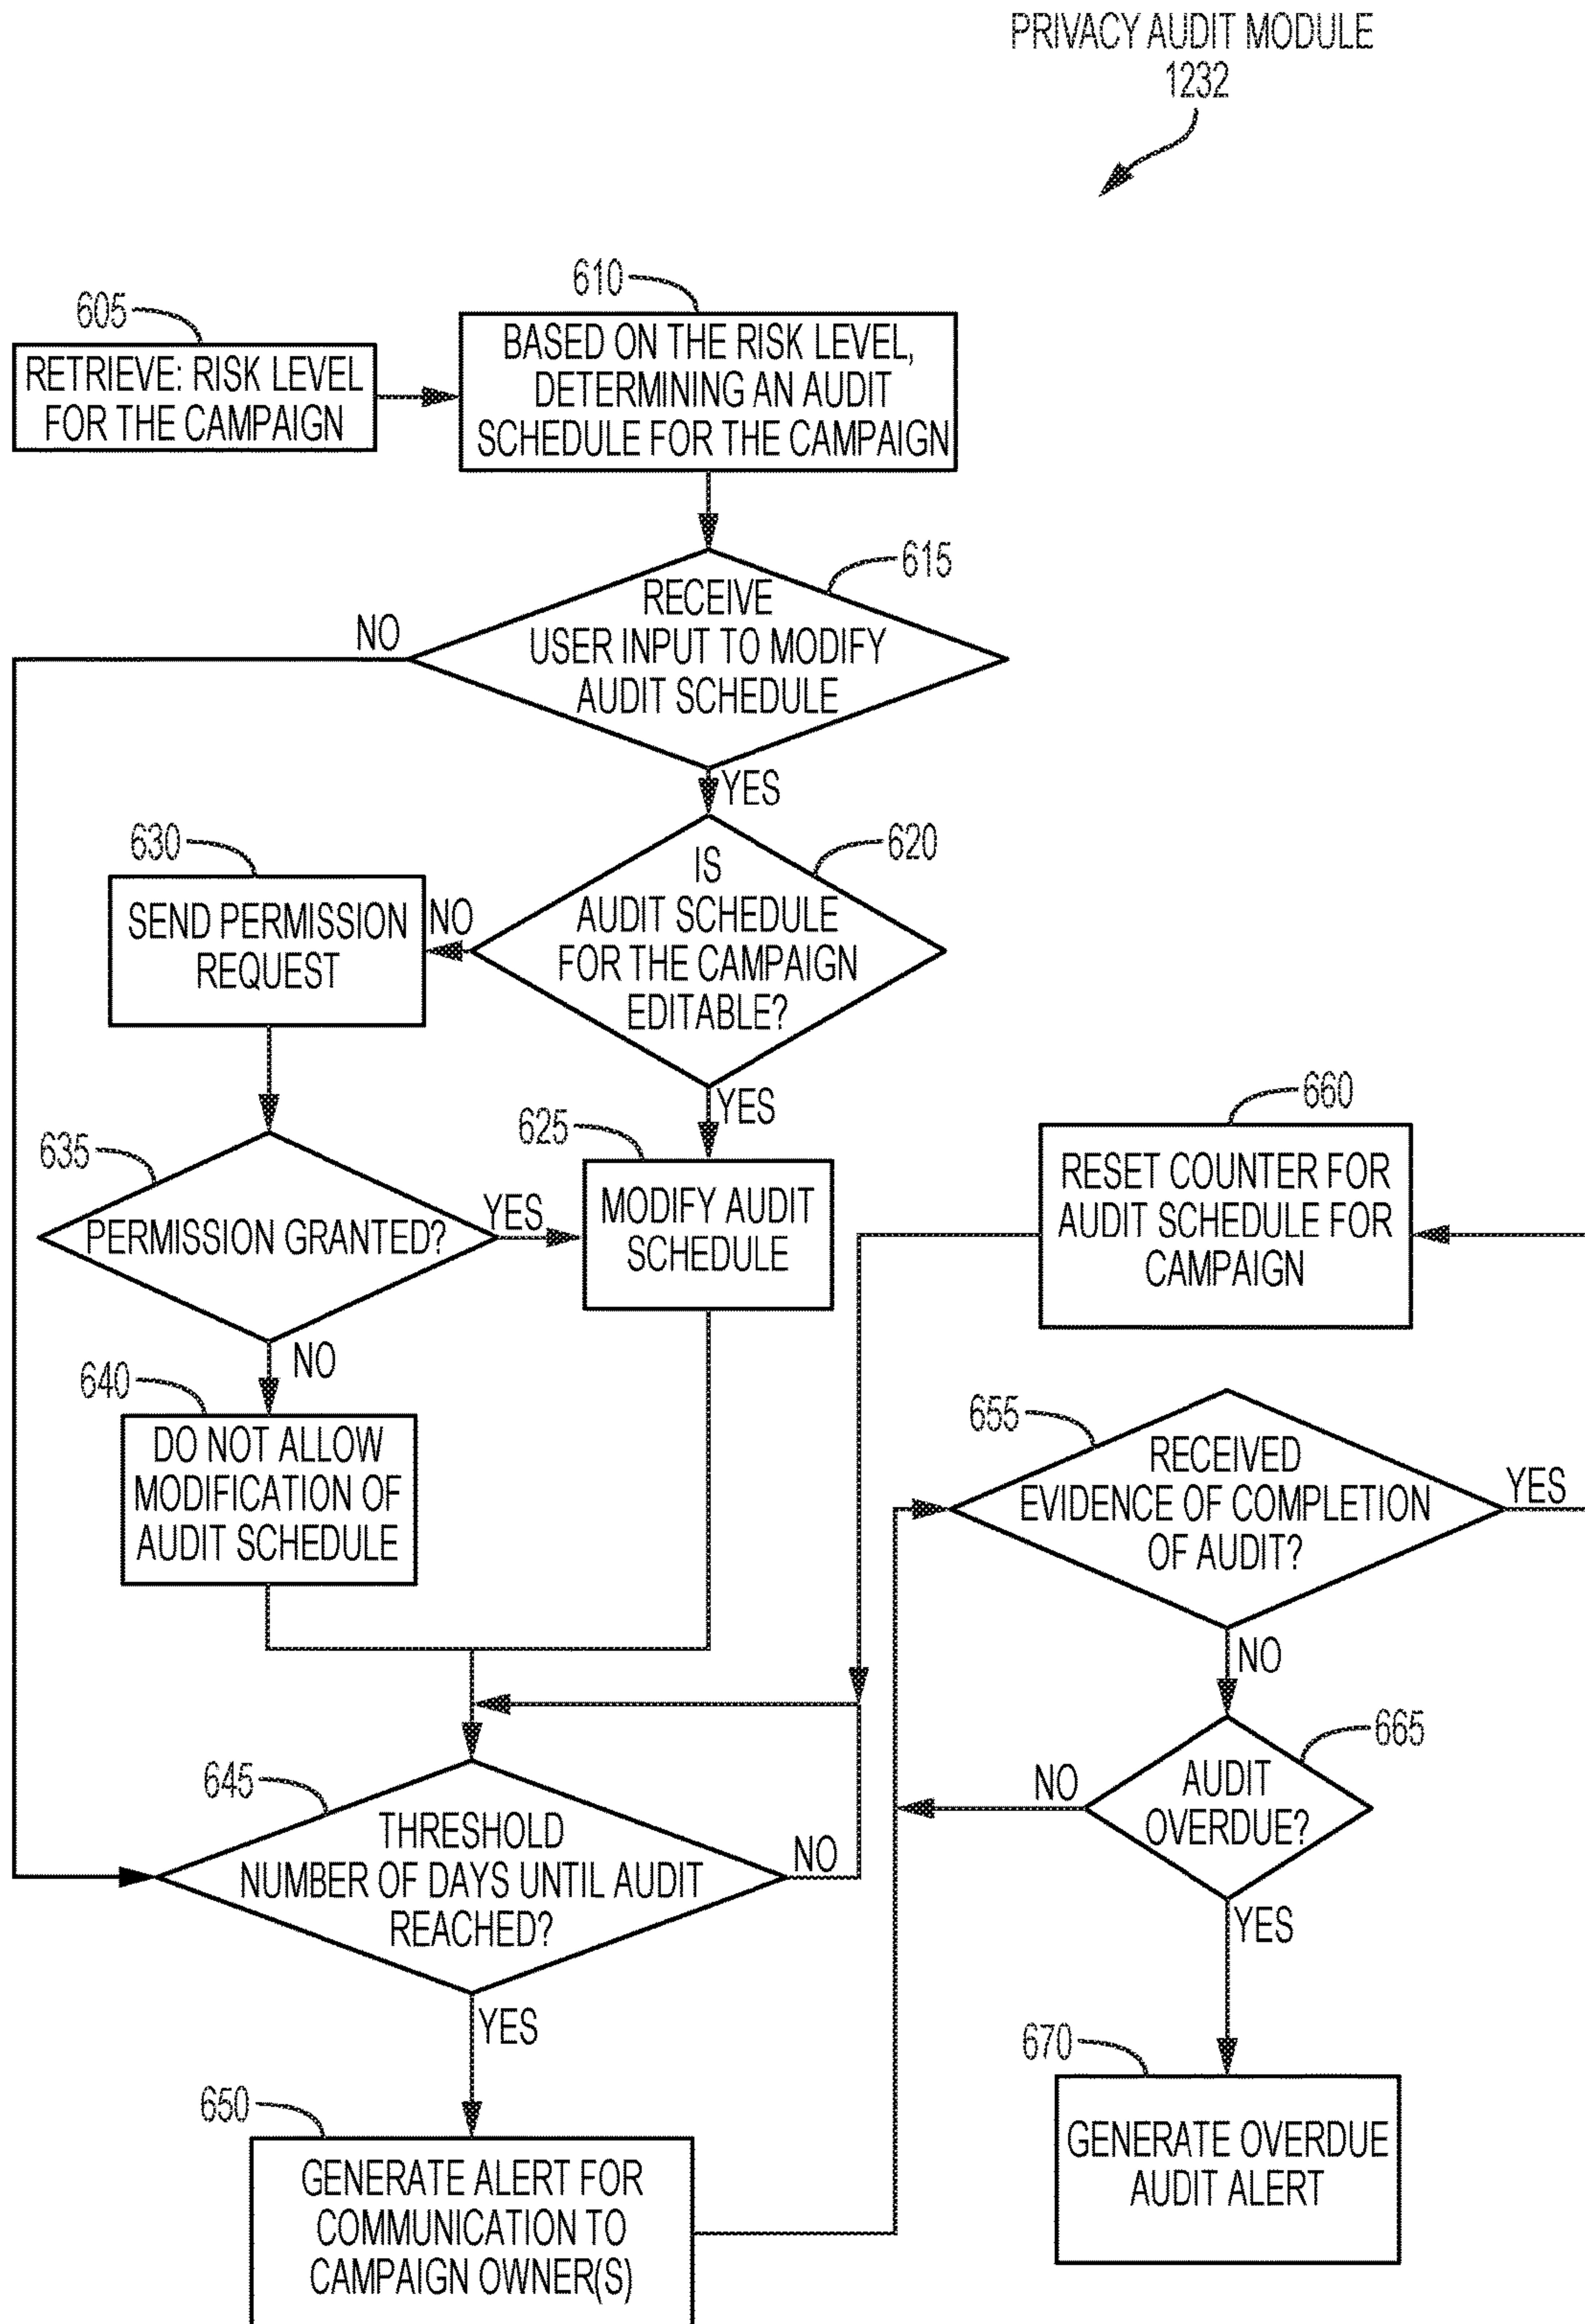 PRIVACY AUDIT MODULE
1232
605
RETRIEVE: RISK LEVEL
FOR THE CAMPAIGN
610
BASED ON THE RISK LEVEL,
DETERMINING AN AUDIT
SCHEDULE FOR THE CAMPAIGN
615
RECEIVE
USER INPUT TO MODIFY
AUDIT SCHEDULE
NO
YES
620
IS
AUDIT SCHEDULE
FOR THE CAMPAIGN
EDITABLE?
NO
YES
630
SEND PERMISSION
REQUEST
635
PERMISSION GRANTED?
YES
NO
625
MODIFY AUDIT
SCHEDULE
640
DO NOT ALLOW
MODIFICATION OF
AUDIT SCHEDULE
645
THRESHOLD
NUMBER OF DAYS UNTIL AUDIT
REACHED?
NO
YES
650
GENERATE ALERT FOR
COMMUNICATION TO
CAMPAIGN OWNER(S)
660
RESET COUNTER FOR
AUDIT SCHEDULE FOR
CAMPAIGN
655
RECEIVED
EVIDENCE OF COMPLETION
OF AUDIT?
YES
NO
665
AUDIT
OVERDUE?
NO
YES
670
GENERATE OVERDUE
AUDIT ALERT